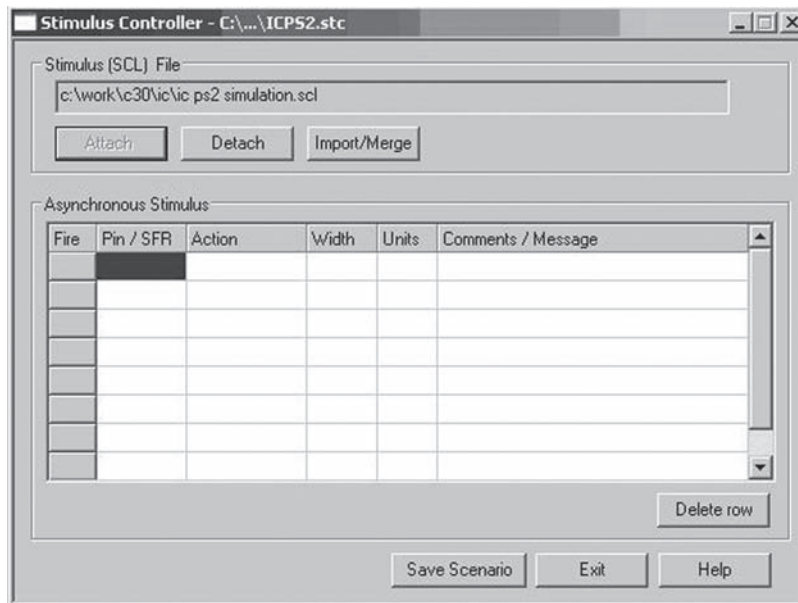 Stimulus Controller - C:\...\ICPS2.stc
Stimulus (SCL) File
c:\work\c30\ic\ic ps2 simulation.scl
Attach Detach Import/Merge
Asynchronous Stimulus
Fire Pin / SFR Action Width Units Comments / Message
Delete row
Save Scenario Exit Help